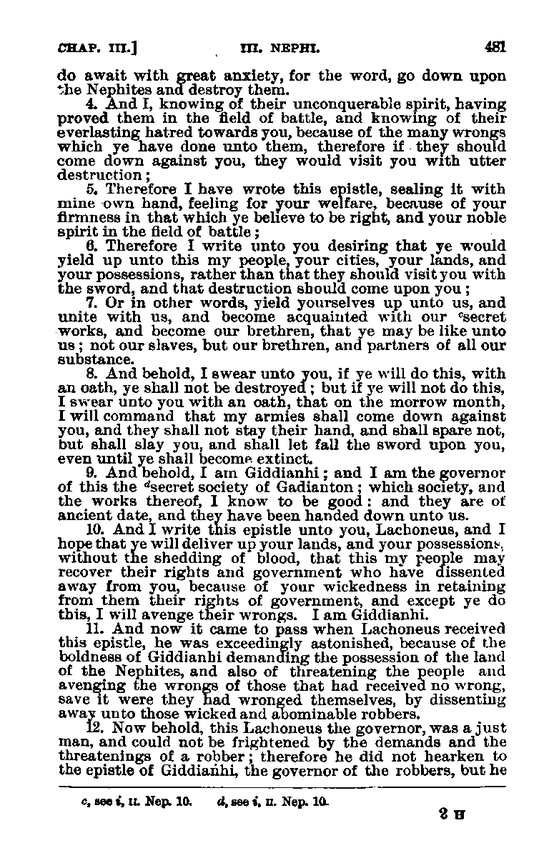 CHAP. III.] III. NEPHI. 481
do await with great anxiety, for the word, go down upon
the Nephites and destroy them.
4. And I, knowing of their unconquerable spirit, having
proved them in the field of battle, and knowing of their
everlasting hatred towards you, because of the many wrongs
which ye have done unto them, therefore if they should
come down against you, they would visit you with utter
destruction;
5. Therefore I have wrote this epistle, sealing it with
mine own hand, feeling for your welfare, because of your
firmness in that which ye believe to be right, and your noble
spirit in the field of battle;
6. Therefore I write unto you desiring that ye would
yield up unto this my people, your cities, your lands, and
your possessions, rather than that they should visit you with
the sword, and that destruction should come upon you;
7. Or in other words, yield yourselves up unto us, and
unite with us, and become acquainted with our csecret
works, and become our brethren, that ye may be like unto
us; not our slaves, but our brethren, and partners of all our
substance.
8. And behold, I swear unto you, if ye will do this, with
an oath, ye shall not be destroyed; but if ye will not do this,
I swear unto you with an oath, that on the morrow month,
I will command that my armies shall come down against
you, and they shall not stay their hand, and shall spare not,
but shall slay you, and shall let fall the sword upon you,
even until ye shall become extinct.
9. And behold, I am Giddianhi; and I am the governor
of this the dsecret society of Gadianton; which society, and
the works thereof, I know to be good; and they are of
ancient date, and they have been handed down unto us.
10. And I write this epistle unto you, Lachoneus, and I
hope that ye will deliver up your lands, and your possessions,
without the shedding of blood, that this my people may
recover their rights and government who have dissented
away from you, because of your wickedness in retaining
from them their rights of government, and except ye do
this, I will avenge their wrongs. I am Giddianhi.
11. And now it came to pass when Lachoneus received
this epistle, he was exceedingly astonished, because of the
boldness of Giddianhi demanding the possession of the land
of the Nephites, and also of threatening the people and
avenging the wrongs of those that had received no wrong,
save it were they had wronged themselves, by dissenting
away unto those wicked and abominable robbers.
12. Now behold, this Lachoneus the governor, was a just
man, and could not be frightened by the demands and the
threatenings of a robber; therefore he did not hearken to
the epistle of Giddianhi, the governor of the robbers, but he
c, see i, II. Nep. 10. d, see i, II. Nep. 10.
2 H